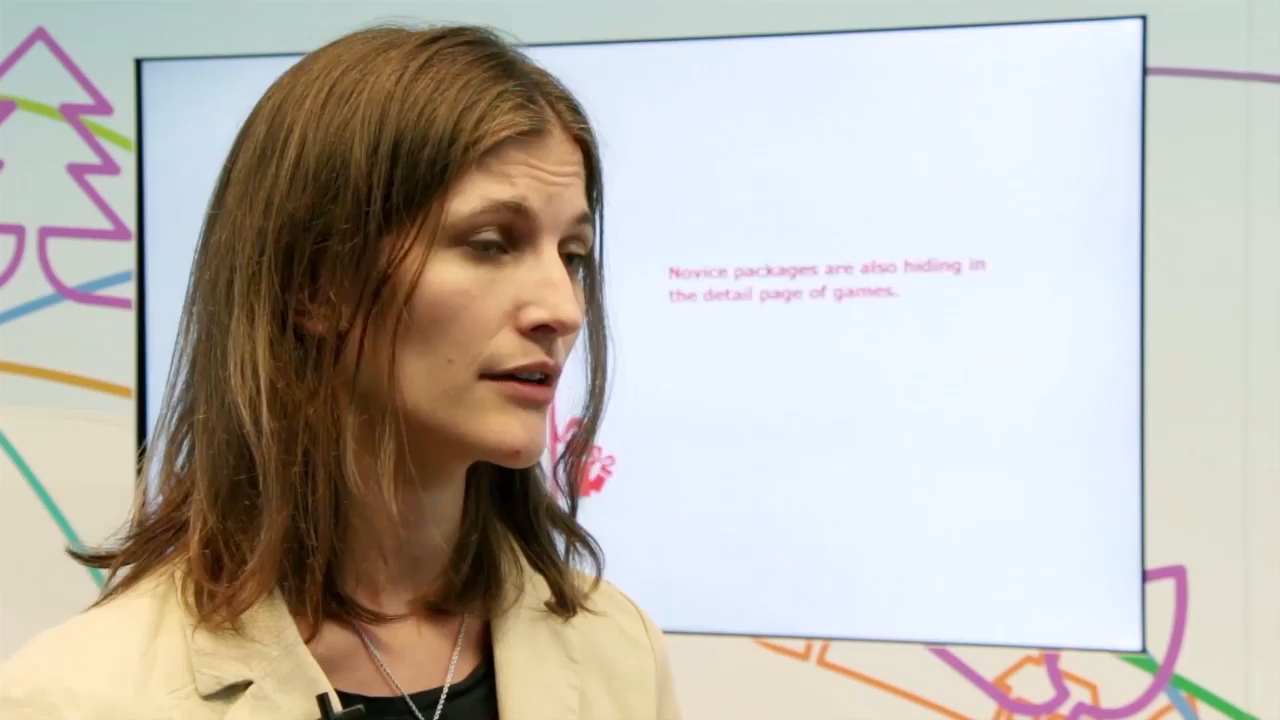 Novice packages are also hiding in
the detail page of games.